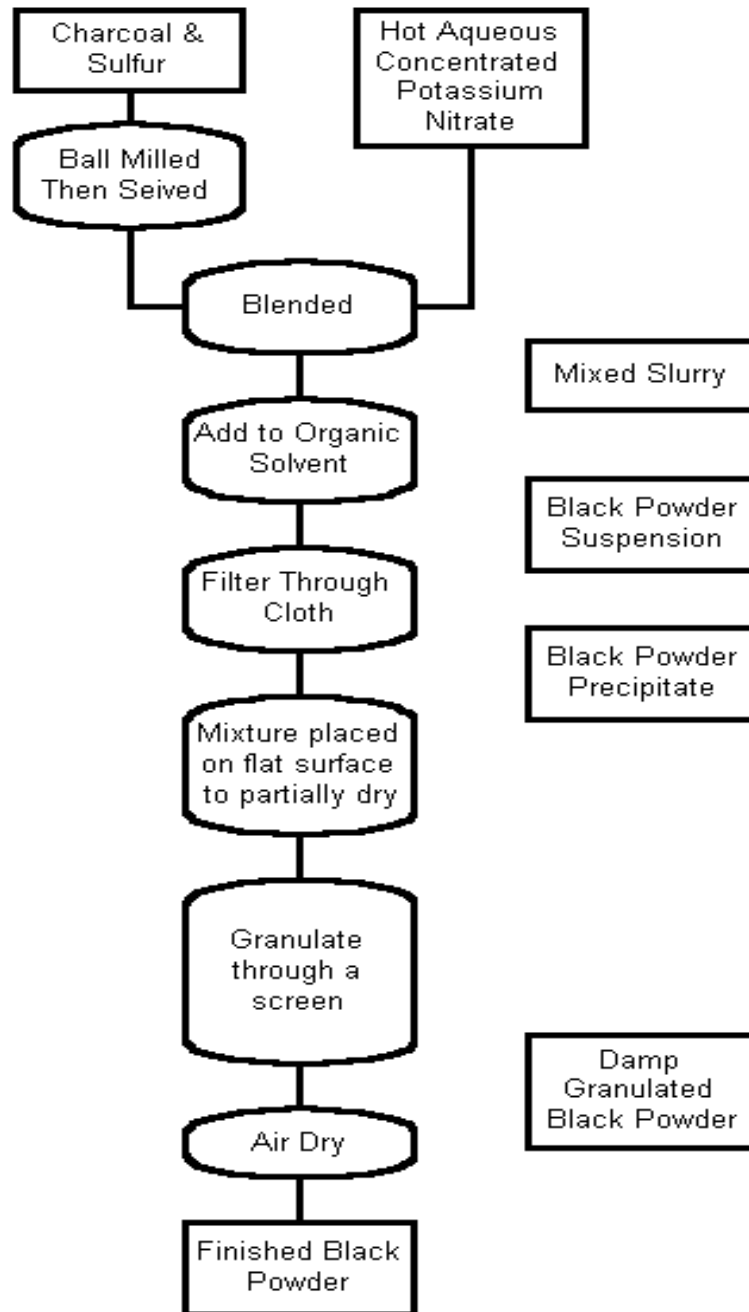 Charcoal &
Sulfur
Hot Aqueous
Concentrated
Potassium
Nitrate
Ball Milled
Then Seived
Blended
Mixed Slurry
Add to Organic
Solvent
Black Powder
Suspension
Filter Through
Cloth
Black Powder
Precipitate
Mixture placed
on flat surface
to partially dry
Granulate
through a
screen
Damp
Granulated
Black Powder
Air Dry
Finished Black
Powder